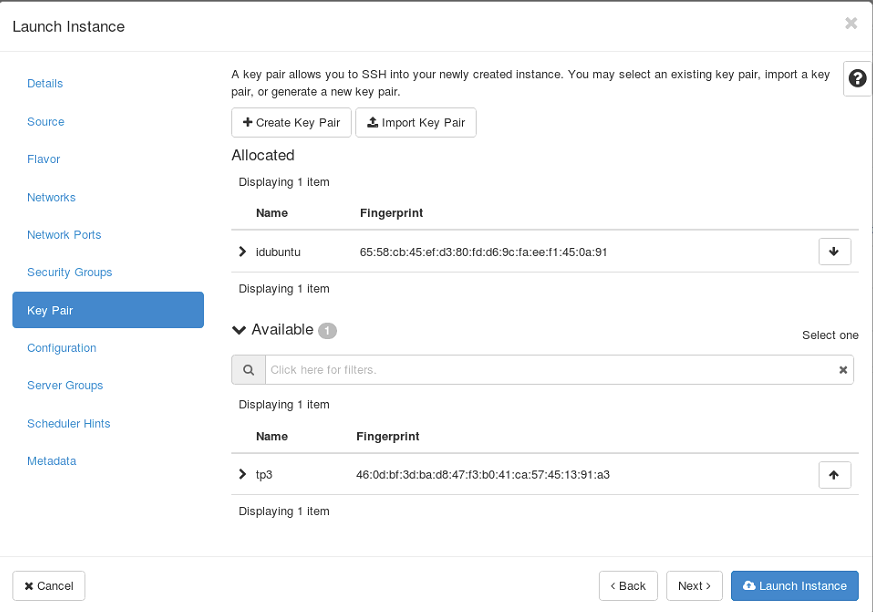 Launch Instance
Details
Source
Flavor
Networks
Network Ports
Security Groups
Key Pair
Configuration
Server Groups
Scheduler Hints
Metadata
A key pair allows you to SSH into your newly created instance. You may select an existing key pair, import a key
pair, or generate a new key pair.
Create Key Pair Import Key Pair
Allocated
Displaying 1 item
Name Fingerprint
idubuntu 65:58:cb:45:ef:d3:80:fd:d6:9c:fa:ee:f1:45:0a:91
Displaying 1 item
Available 1
Select one
Click here for filters.
Displaying 1 item
Name Fingerprint
tp3 46:0d:bf:3d:ba:d8:47:f3:b0:41:ca:57:45:13:91:a3
Displaying 1 item
Cancel < Back Next > Launch Instance